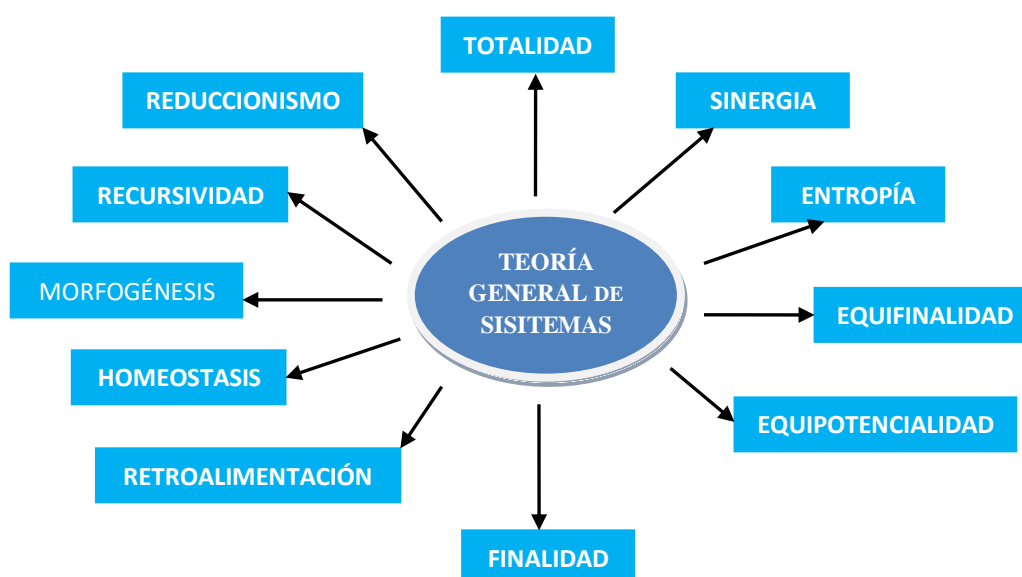 TOTALIDAD
REDUCCIONISMO
SINERGIA
RECURSIVIDAD
ENTROPÍA
TEORÍA
GENERAL DE
SISITEMAS
MORFOGÉNESIS
EQUIFINALIDAD
HOMEOSTASIS
EQUIPOTENCIALIDAD
RETROALIMENTACIÓN
FINALIDAD